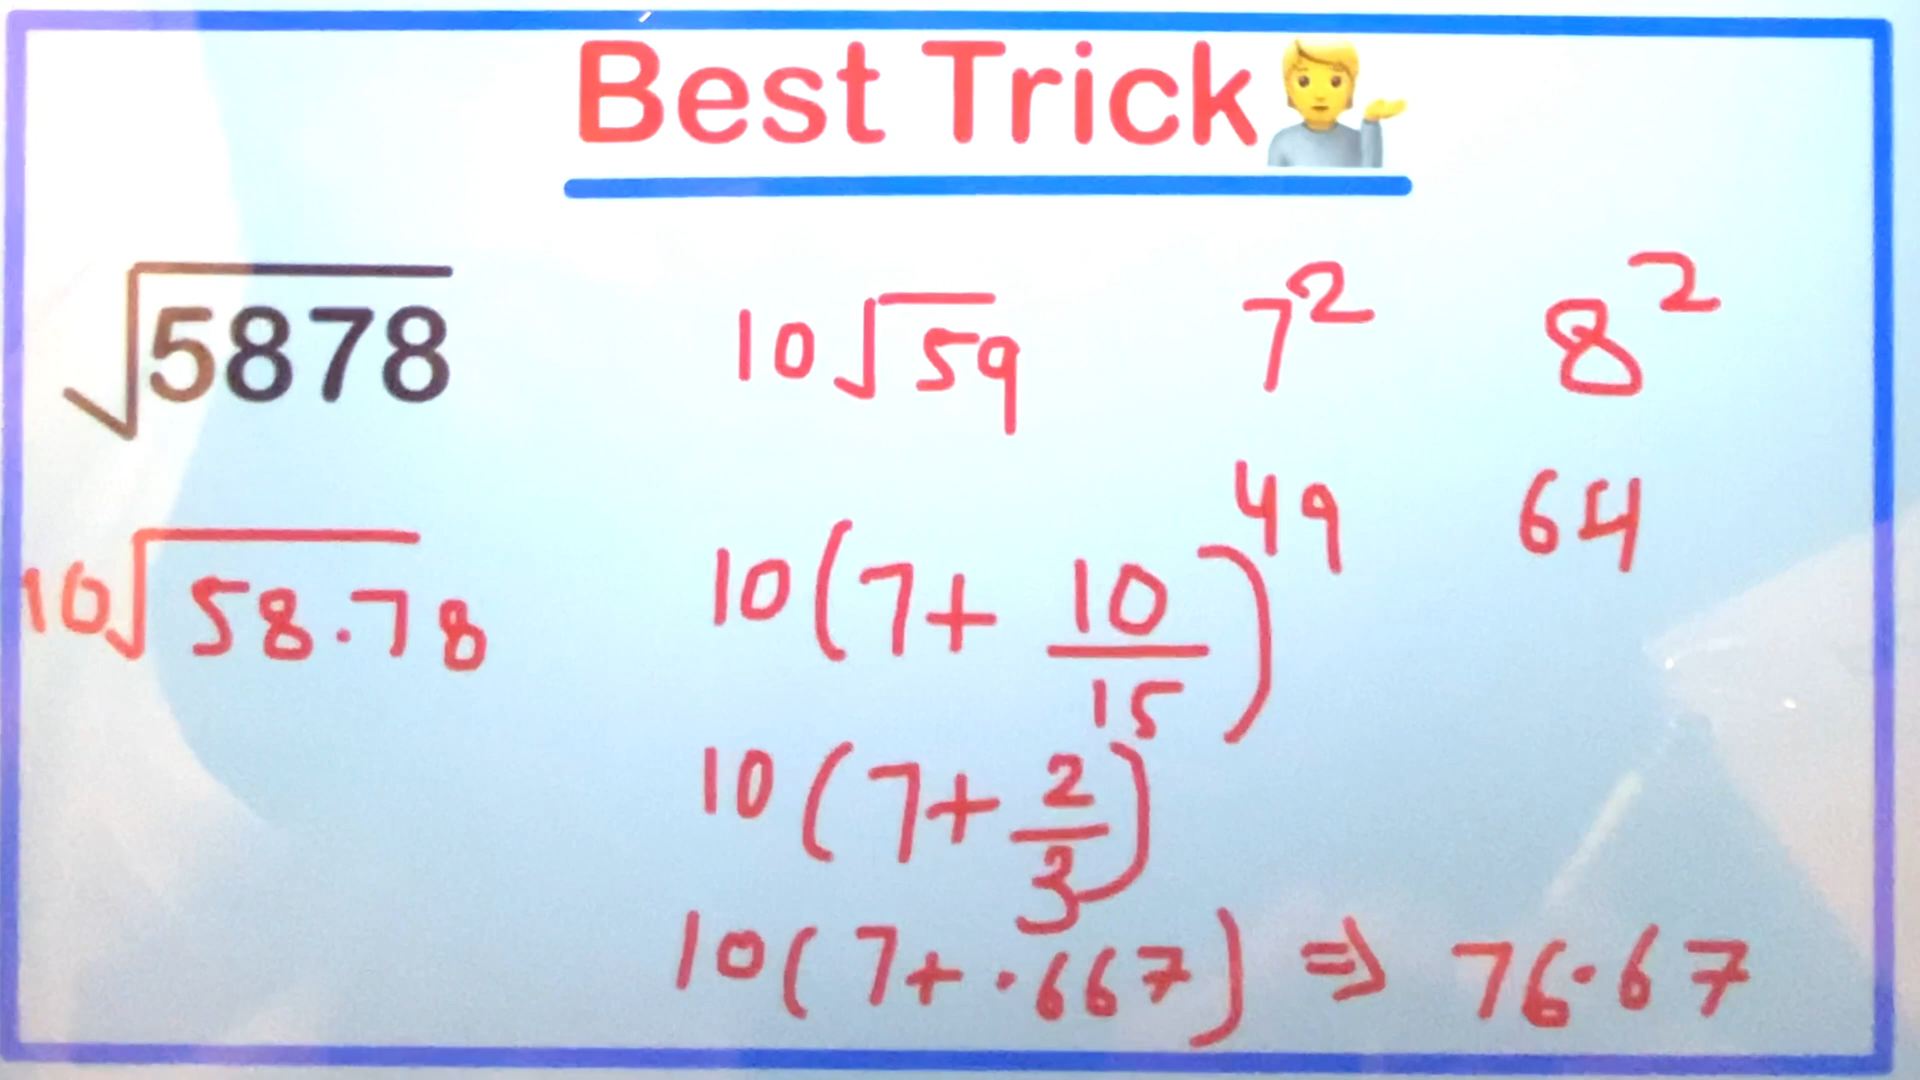 Best Trick
√5878
10√59 7² 8²
49 64
10√58.78
10(7+ 10/15)
10(7+ 2/3)
10(7+ .667) ⇒ 76.67